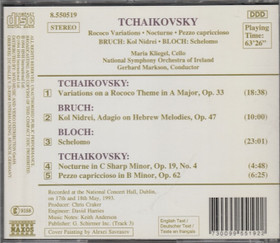 8.550519
STEREO
TCHAIKOVSKY
Rococo Variations • Nocturne • Pezzo capriccioso
BRUCH: Kol Nidrei • BLOCH: Schelomo
Maria Kliegel, Cello
National Symphony Orchestra of Ireland
Gerhard Markson, Conductor
DDD
Playing
Time:
63'26"
TCHAIKOVSKY:
1 Variations on a Rococo Theme in A Major, Op. 33 (18:38)
BRUCH:
2 Kol Nidrei, Adagio on Hebrew Melodies, Op. 47 (10:00)
BLOCH:
3 Schelomo (23:01)
TCHAIKOVSKY:
4 Nocturne in C Sharp Minor, Op. 19, No. 4 (4:48)
5 Pezzo capriccioso in B Minor, Op. 62 (6:25)
Recorded at the National Concert Hall, Dublin,
on 17th and 18th May, 1993.
Producer: Chris Craker
Engineer: David Harries
Music Notes: Keith Anderson
Publisher: G. Schirmer Inc. (Track 3)
Cover Painting by Alexei Savrasov
English Text /
Deutscher Text /
Texte en Français
NAXOS